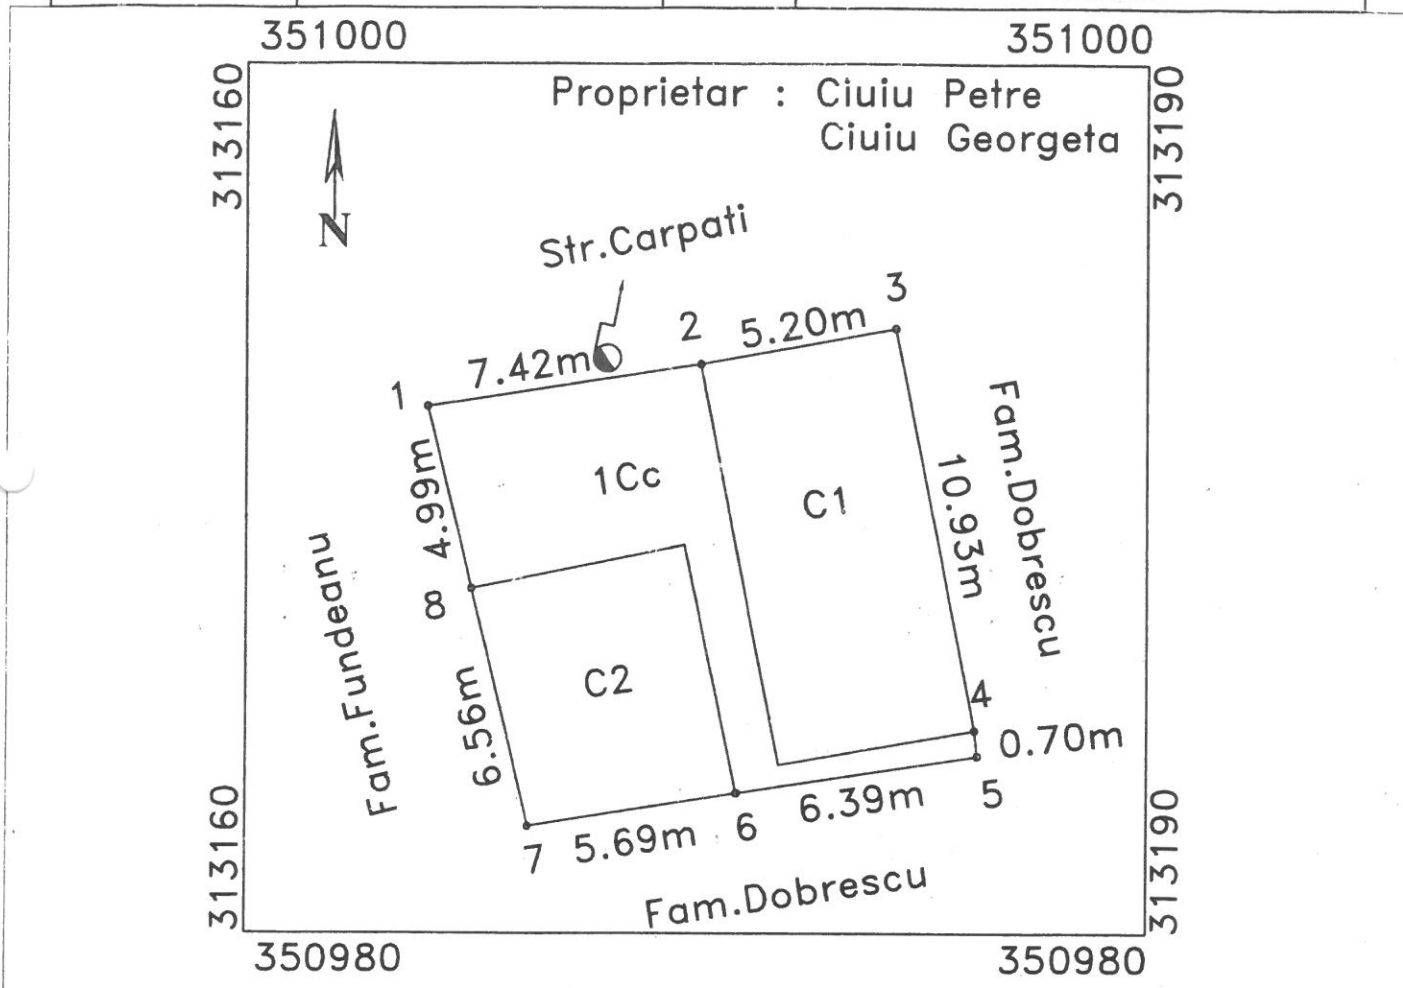 351000
351000
313160
313190
Proprietar : Ciuiu Petre
Ciuiu Georgeta
N
Str.Carpati
3
2
5.20m
7.42m
1
4.99m
1Cc
C1
10.93m
Fam.Dobrescu
Fam.Fundeanu
8
C2
6.56m
4
0.70m
5
6.39m
6
5.69m
7
Fam.Dobrescu
313160
313190
350980
350980